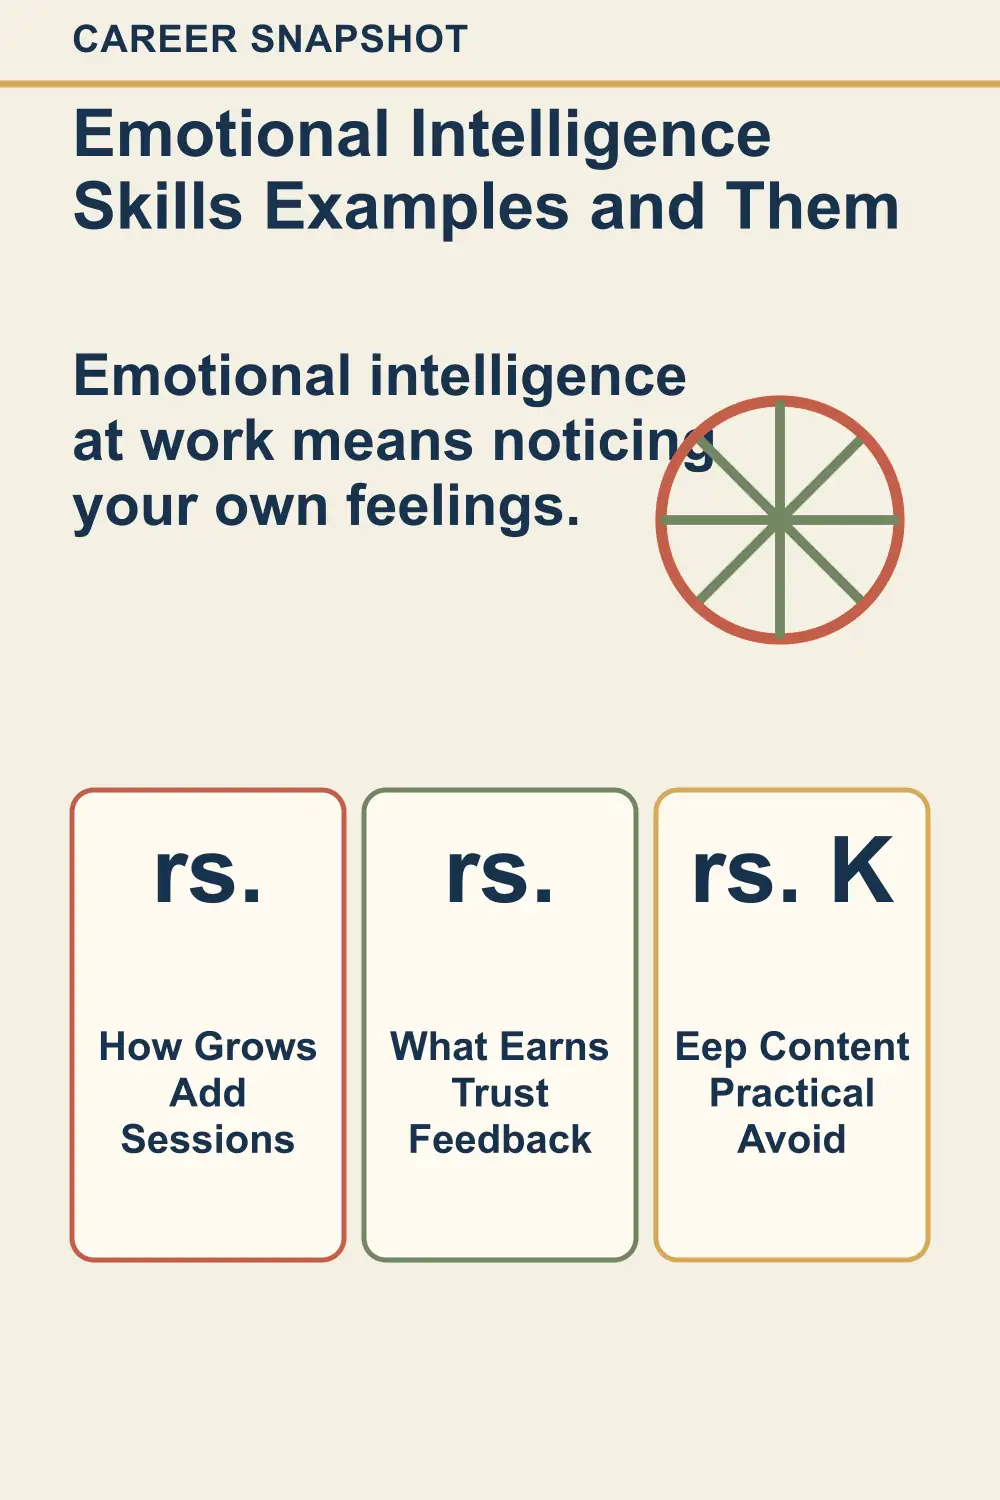 CAREER SNAPSHOT
Emotional Intelligence
Skills Examples and Them
Emotional intelligence
at work means noticing
your own feelings.
rs.
How Grows
Add
Sessions
rs.
What Earns
Trust
Feedback
rs. K
Eep Content
Practical
Avoid